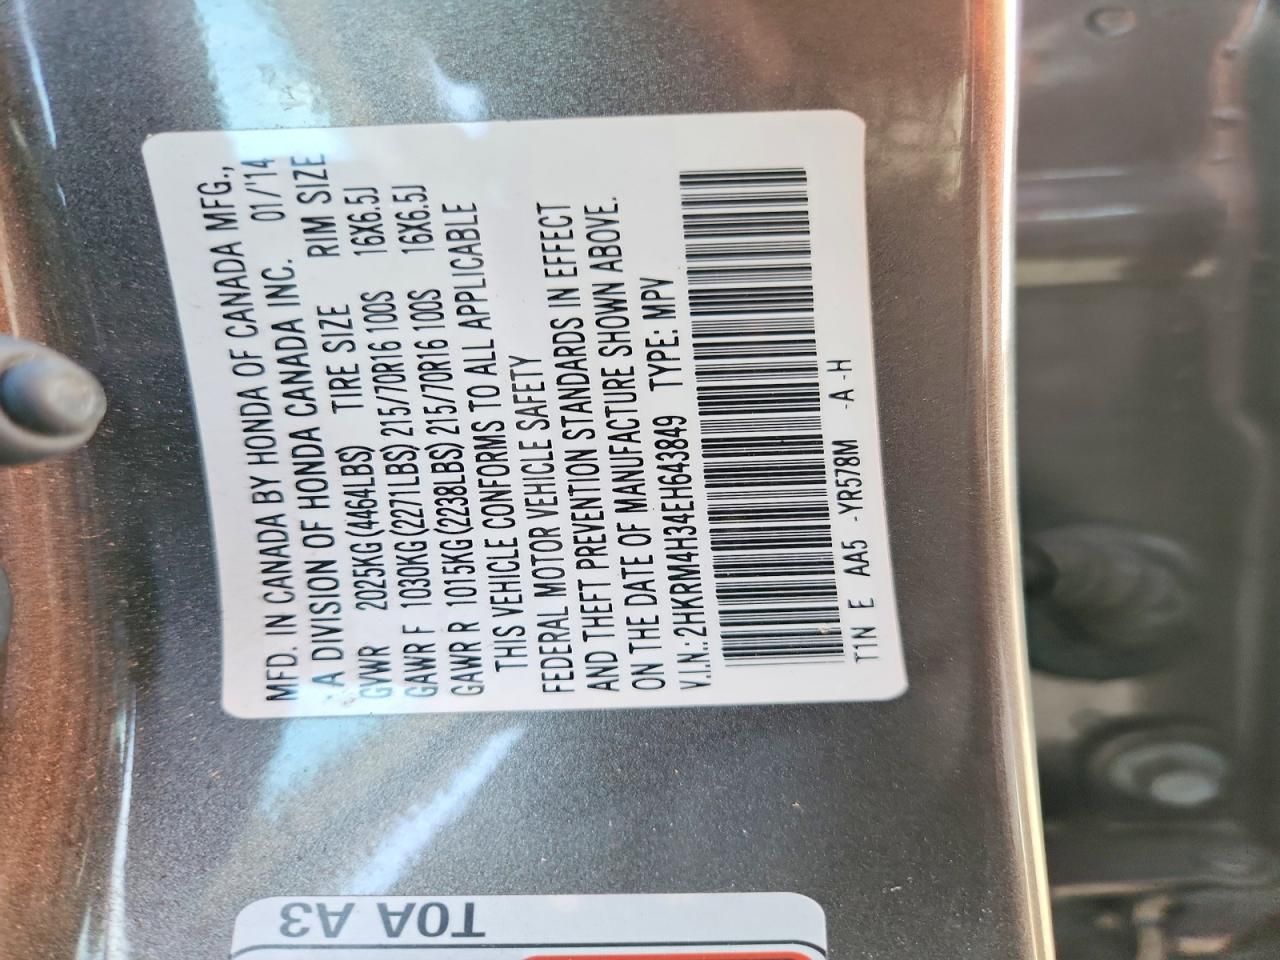 MFD. IN CANADA BY HONDA OF CANADA MFG.,
A DIVISION OF HONDA CANADA INC. 01/'14
GVWR 2025KG (4464LBS) TIRE SIZE RIM SIZE
GAWR F 1030KG (2271LBS) 215/70R16 100S 16X6.5J
GAWR R 1015KG (2238LBS) 215/70R16 100S 16X6.5J
THIS VEHICLE CONFORMS TO ALL APPLICABLE
FEDERAL MOTOR VEHICLE SAFETY
AND THEFT PREVENTION STANDARDS IN EFFECT
ON THE DATE OF MANUFACTURE SHOWN ABOVE.
V.I.N.: 2HKRM4H34EH643849 TYPE: MPV
T1N E AA5 -YR578M -A -H
T0A A3